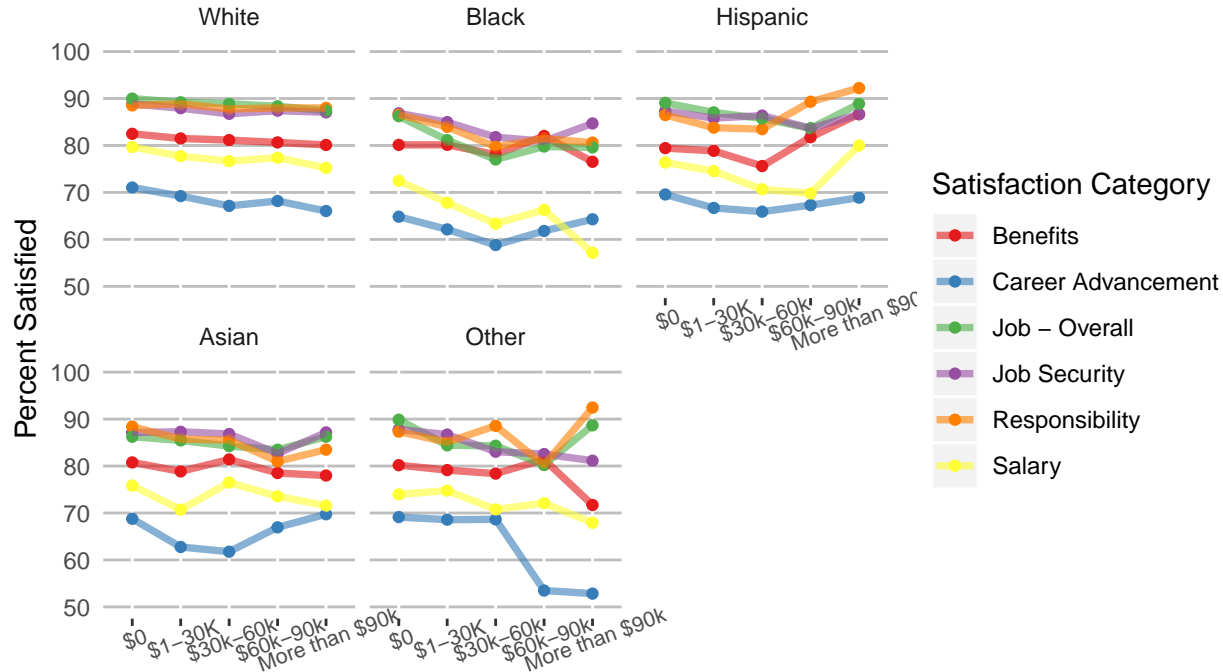 White
Black
Hispanic
100
90
80
70
60
50
$0
$1–30K
$30k–60k
$60k–90k
More than $90
Asian
Other
100
90
80
70
60
50
$0
$1–30K
$30k–60k
$60k–90k
More than $90k
$0
$1–30K
$30k–60k
$60k–90k
More than $90k
Percent Satisfied
Satisfaction Category
Benefits
Career Advancement
Job – Overall
Job Security
Responsibility
Salary